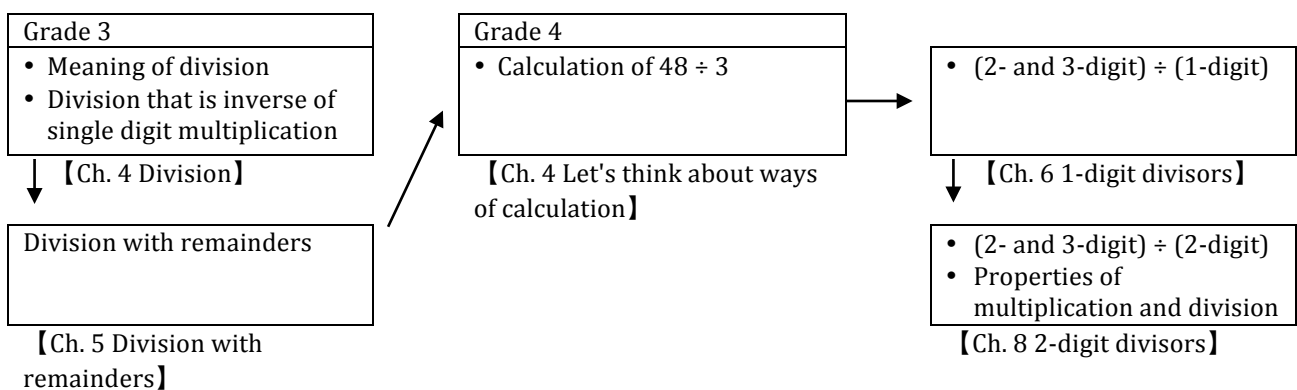 Grade 3
• Meaning of division
• Division that is inverse of
single digit multiplication
【Ch. 4 Division】
Division with remainders
【Ch. 5 Division with
remainders】
Grade 4
• Calculation of 48 ÷ 3
【Ch. 4 Let's think about ways
of calculation】
• (2- and 3-digit) ÷ (1-digit)
【Ch. 6 1-digit divisors】
• (2- and 3-digit) ÷ (2-digit)
• Properties of
multiplication and division
【Ch. 8 2-digit divisors】